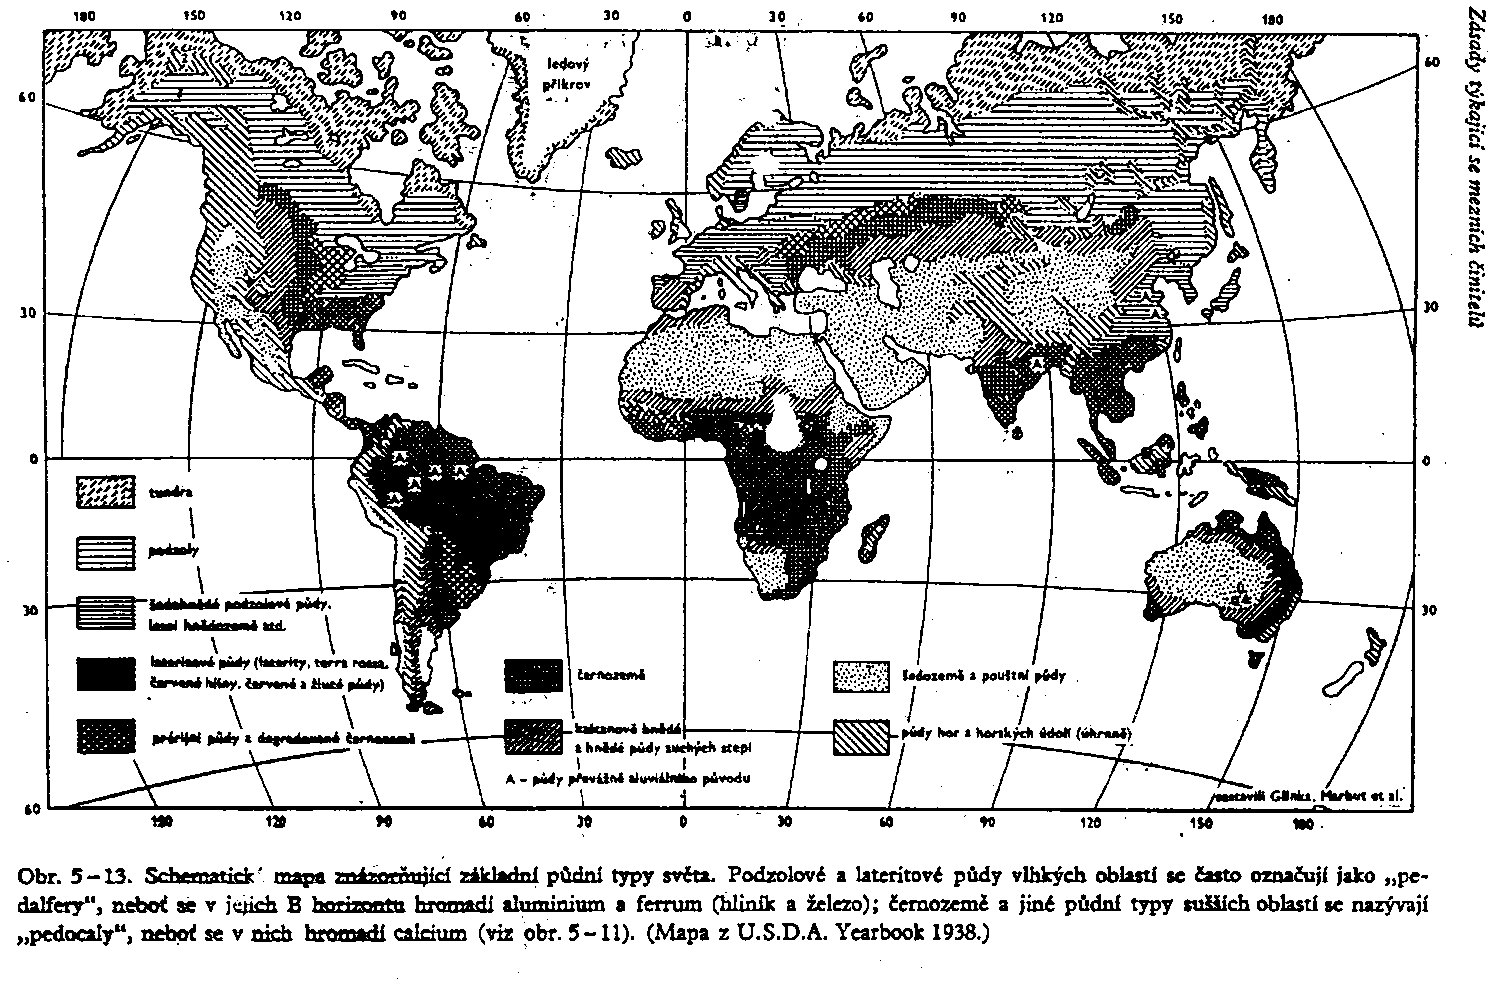 180 150 120 90 60 30 0 30 90 120 150 180
Zásady týkající se mezních činitelů
ledový
příkrov
60
60
30
30
0
0
tundra
podzoly
30
šedohnědé podzolové půdy,
lesní hnědozemě atd.
30
lateritové půdy (laterity, terra rossa,
červené hlíny, červené a žluté půdy)
prérijní půdy a degradované černozemě
černozemě
kaštanově hnědé
a hnědé půdy suchých stepí
A – půdy převážně aluviálního původu
šedozemě a pouštní půdy
půdy hor a horských údolí (úhrnně)
sestavili Glinka, Marbut et al.
60
180 120 90 60 30 0 30 60 90 120 150 180
Obr. 5–13. Schematick´ mapa znázorňující základní půdní typy světa. Podzolové a lateritové půdy vlhkých oblastí se často označují jako „pe-
dalfery“, neboť se v jejich B horizontu hromadí aluminium a ferrum (hliník a železo); černozemě a jiné půdní typy sušších oblastí se nazývají
„pedocaly“, neboť se v nich hromadí calcium (viz obr. 5–11). (Mapa z U.S.D.A. Yearbook 1938.)